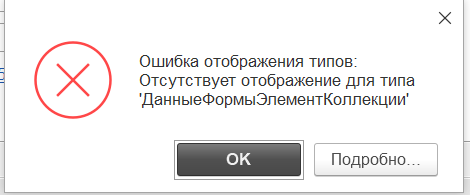 Ошибка отображения типов:
Отсутствует отображение для типа
'ДанныеФормыЭлементКоллекции'
OK
Подробно...